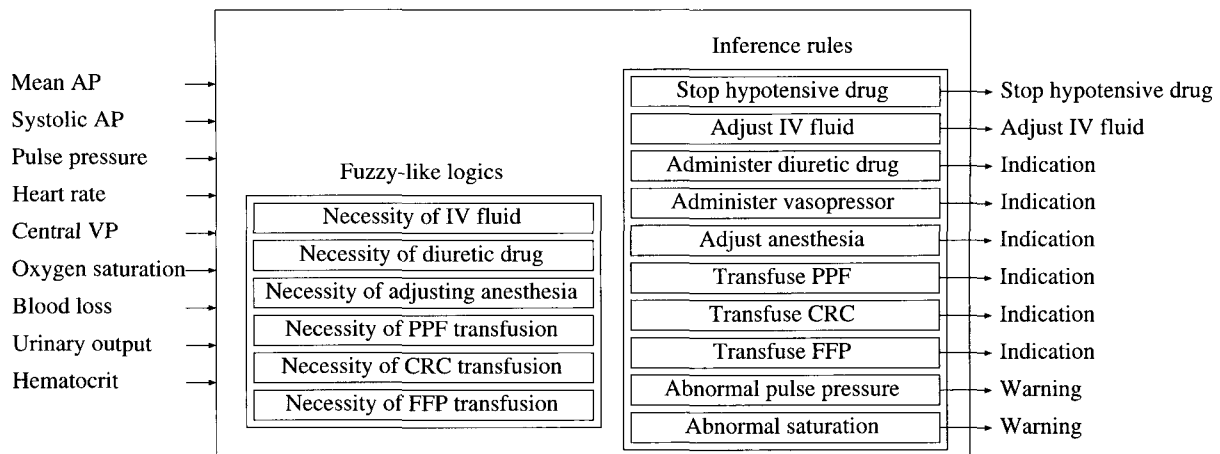 Mean AP
Systolic AP
Pulse pressure
Heart rate
Central VP
Oxygen saturation
Blood loss
Urinary output
Hematocrit
Fuzzy-like logics
Necessity of IV fluid
Necessity of diuretic drug
Necessity of adjusting anesthesia
Necessity of PPF transfusion
Necessity of CRC transfusion
Necessity of FFP transfusion
Inference rules
Stop hypotensive drug
Adjust IV fluid
Administer diuretic drug
Administer vasopressor
Adjust anesthesia
Transfuse PPF
Transfuse CRC
Transfuse FFP
Abnormal pulse pressure
Abnormal saturation
Stop hypotensive drug
Adjust IV fluid
Indication
Indication
Indication
Indication
Indication
Indication
Warning
Warning